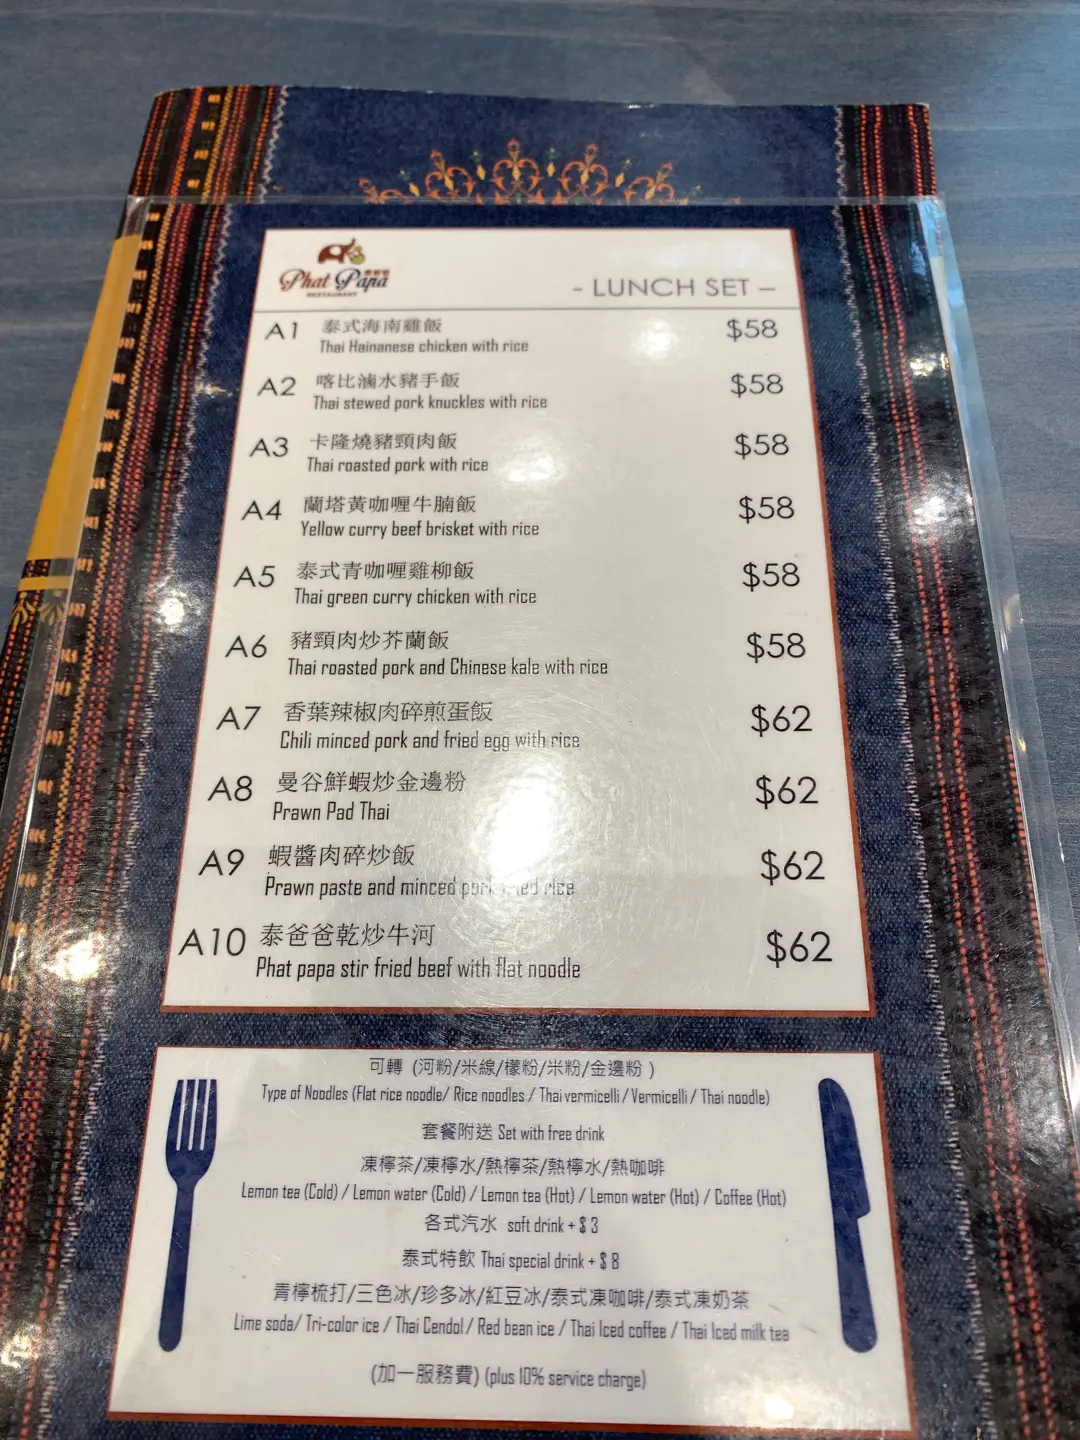 Phat Papa
RESTAURANT
- LUNCH SET –
A1 泰式海南雞飯 $58
Thai Hainanese chicken with rice
A2 喀比滷水豬手飯 $58
Thai stewed pork knuckles with rice
A3 卡隆燒豬頸肉飯 $58
Thai roasted pork with rice
A4 蘭塔黃咖喱牛腩飯 $58
Yellow curry beef brisket with rice
A5 泰式青咖喱雞柳飯 $58
Thai green curry chicken with rice
A6 豬頸肉炒芥蘭飯 $58
Thai roasted pork and Chinese kale with rice
A7 香葉辣椒肉碎煎蛋飯 $62
Chili minced pork and fried egg with rice
A8 曼谷鮮蝦炒金邊粉 $62
Prawn Pad Thai
A9 蝦醬肉碎炒飯 $62
Prawn paste and minced pork fried rice
A10 泰爸爸乾炒牛河 $62
Phat papa stir fried beef with flat noodle
可轉 (河粉/米線/檬粉/米粉/金邊粉 )
Type of Noodles (Flat rice noodle/ Rice noodles / Thai vermicelli / Vermicelli / Thai noodle)
套餐附送 Set with free drink
凍檸茶/凍檸水/熱檸茶/熱檸水/熱咖啡
Lemon tea (Cold) / Lemon water (Cold) / Lemon tea (Hot) / Lemon water (Hot) / Coffee (Hot)
各式汽水 soft drink + $ 3
泰式特飲 Thai special drink + $ 8
青檸梳打/三色冰/珍多冰/紅豆冰/泰式凍咖啡/泰式凍奶茶
Lime soda/ Tri-color ice / Thai Cendol / Red bean ice / Thai Iced coffee / Thai Iced milk tea
(加一服務費) (plus 10% service charge)